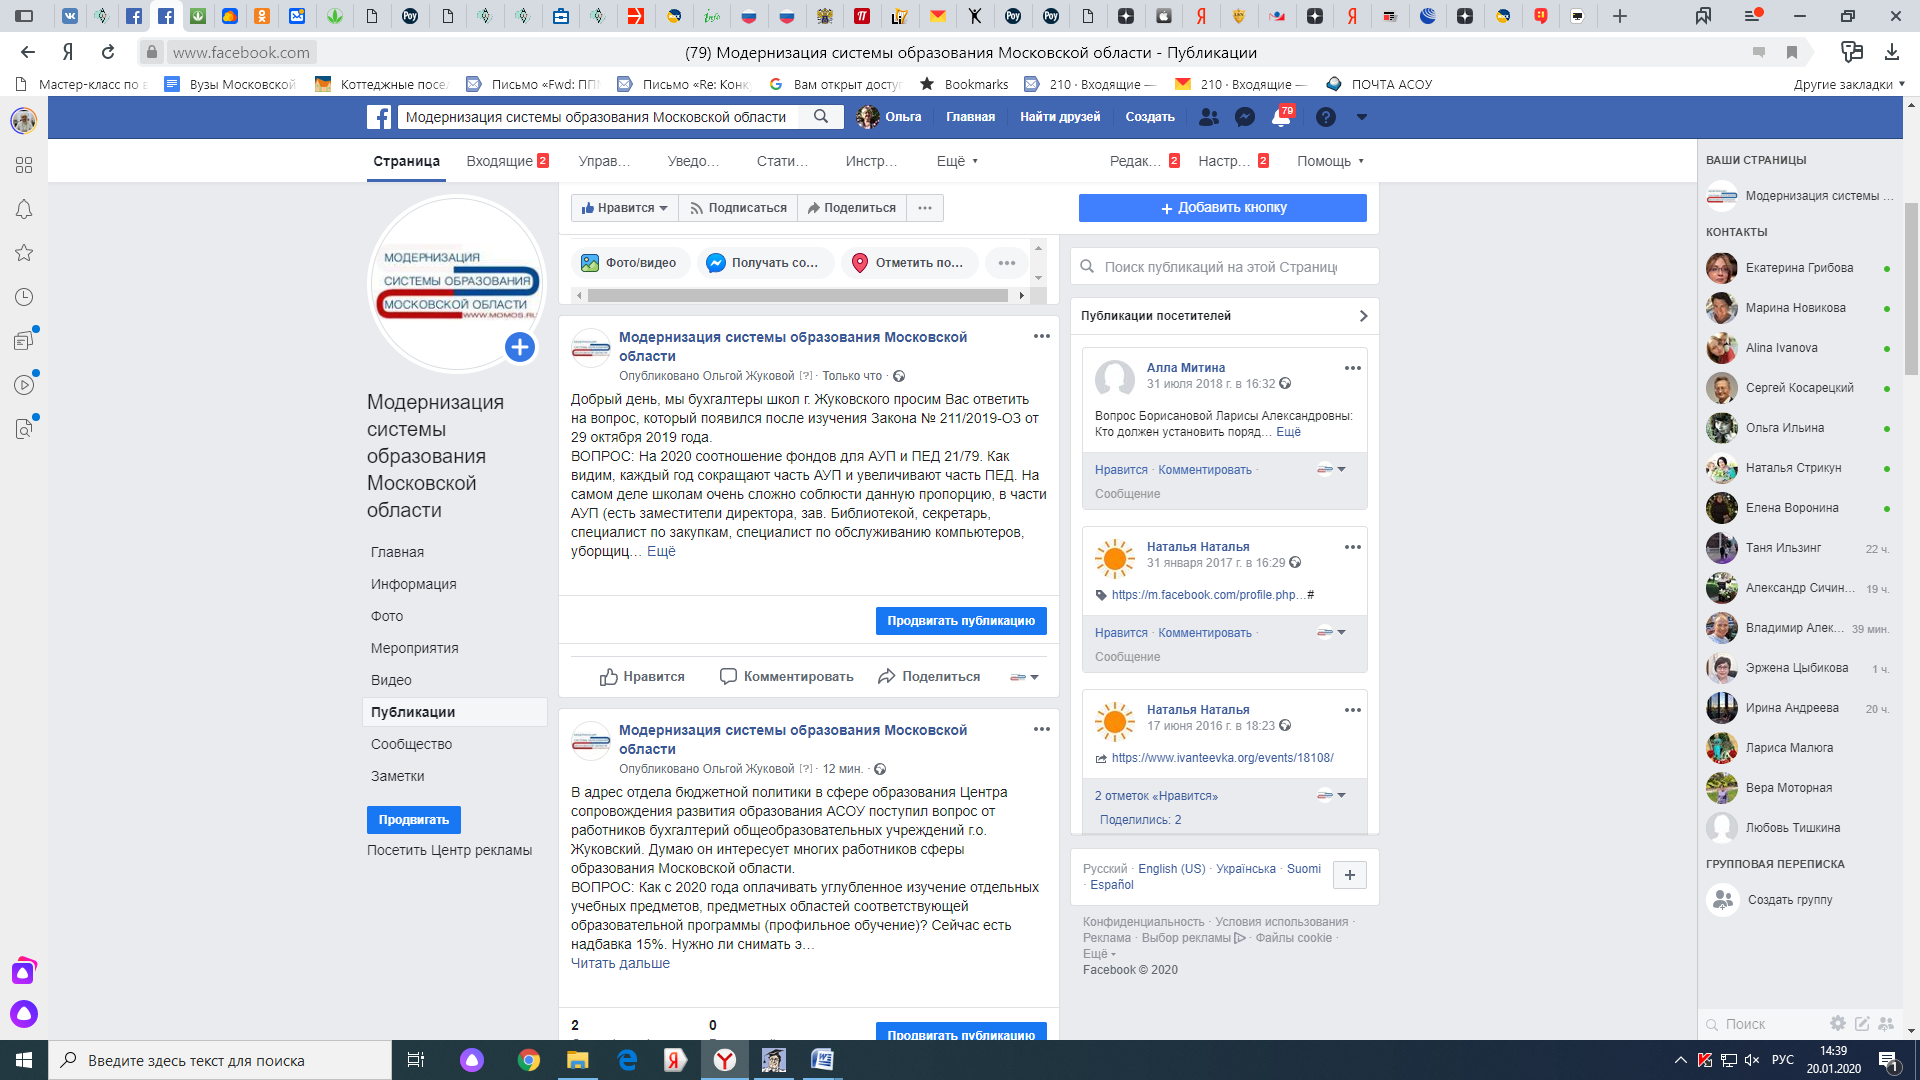 www.facebook.com
(79) Модернизация системы образования Московской области - Публикации
Мастер-класс по в
Вузы Московской
Коттеджные посел
Письмо «Fwd: ППМ
Письмо «Re: Конк
Вам открыт досту
Bookmarks
210 · Входящие —
210 · Входящие —
ПОЧТА АСОУ
Другие закладки
Модернизация системы образования Московской области
Ольга
Главная
Найти друзей
Создать
79
Страница
Входящие 2
Управ…
Уведо…
Стати…
Инстр…
Ещё
Редак… 2
Настр… 2
Помощь
МОДЕРНИЗАЦИЯ
СИСТЕМЫ ОБРАЗОВАНИЯ
МОСКОВСКОЙ ОБЛАСТИ
WWW.MOMOS.RU
Модернизация
системы
образования
Московской
области
Главная
Информация
Фото
Мероприятия
Видео
Публикации
Сообщество
Заметки
Продвигать
Посетить Центр рекламы
Нравится
Подписаться
Поделиться
+ Добавить кнопку
Фото/видео
Получать со…
Отметить по…
Модернизация системы образования Московской
области
Опубликовано Ольгой Жуковой [?] · Только что ·
Добрый день, мы бухгалтеры школ г. Жуковского просим Вас ответить
на вопрос, который появился после изучения Закона № 211/2019-ОЗ от
29 октября 2019 года.
ВОПРОС: На 2020 соотношение фондов для АУП и ПЕД 21/79. Как
видим, каждый год сокращают часть АУП и увеличивают часть ПЕД. На
самом деле школам очень сложно соблюсти данную пропорцию, в части
АУП (есть заместители директора, зав. Библиотекой, секретарь,
специалист по закупкам, специалист по обслуживанию компьютеров,
уборщиц… Ещё
Продвигать публикацию
Нравится
Комментировать
Поделиться
Модернизация системы образования Московской
области
Опубликовано Ольгой Жуковой [?] · 12 мин. ·
В адрес отдела бюджетной политики в сфере образования Центра
сопровождения развития образования АСОУ поступил вопрос от
работников бухгалтерий общеобразовательных учреждений г.о.
Жуковский. Думаю он интересует многих работников сферы
образования Московской области.
ВОПРОС: Как с 2020 года оплачивать углубленное изучение отдельных
учебных предметов, предметных областей соответствующей
образовательной программы (профильное обучение)? Сейчас есть
надбавка 15%. Нужно ли снимать э…
Читать дальше
2
0
Продвигать публикацию
Поиск публикаций на этой Страниц
Публикации посетителей
Алла Митина
31 июля 2018 г. в 16:32
Вопрос Борисановой Ларисы Александровны:
Кто должен установить поряд… Ещё
Нравится · Комментировать ·
Сообщение
Наталья Наталья
31 января 2017 г. в 16:29
https://m.facebook.com/profile.php…#
Нравится · Комментировать ·
Сообщение
Наталья Наталья
17 июня 2016 г. в 18:23
https://www.ivanteevka.org/events/18108/
2 отметок «Нравится»
Поделились: 2
Русский · English (US) · Українська · Suomi
· Español
Конфиденциальность · Условия использования ·
Реклама · Выбор рекламы · Файлы cookie ·
Ещё
Facebook © 2020
ВАШИ СТРАНИЦЫ
Модернизация системы …
КОНТАКТЫ
Екатерина Грибова
Марина Новикова
Alina Ivanova
Сергей Косарецкий
Ольга Ильина
Наталья Стрикун
Елена Воронина
Таня Ильзинг 22 ч.
Александр Сичин… 19 ч.
Владимир Алек… 39 мин.
Эржена Цыбикова 1 ч.
Ирина Андреева 20 ч.
Лариса Малюга
Вера Моторная
Любовь Тишкина
ГРУППОВАЯ ПЕРЕПИСКА
Создать группу
Поиск
Введите здесь текст для поиска
РУС
14:39
20.01.2020
1